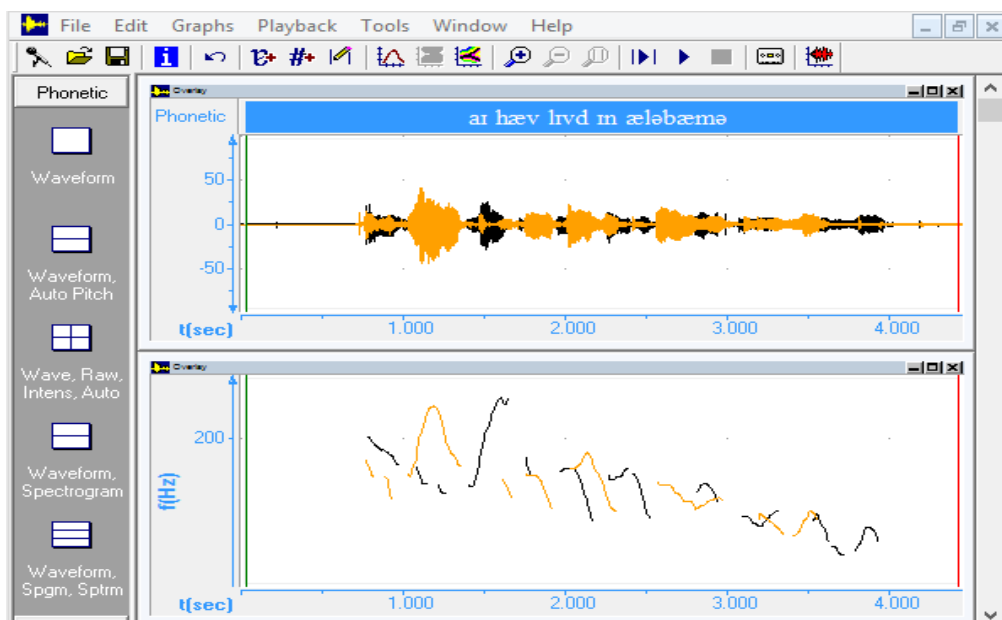 File Edit Graphs Playback Tools Window Help
Phonetic
Waveform
Waveform,
Auto Pitch
Wave, Raw,
Intens, Auto
Waveform,
Spectrogram
Waveform,
Spgm, Sptrm
Overlay
Phonetic
aɪ hæv lɪvd ɪn æləbæmə
50
0
-50
t(sec) 1.000 2.000 3.000 4.000
Overlay
200
f(Hz)
t(sec) 1.000 2.000 3.000 4.000